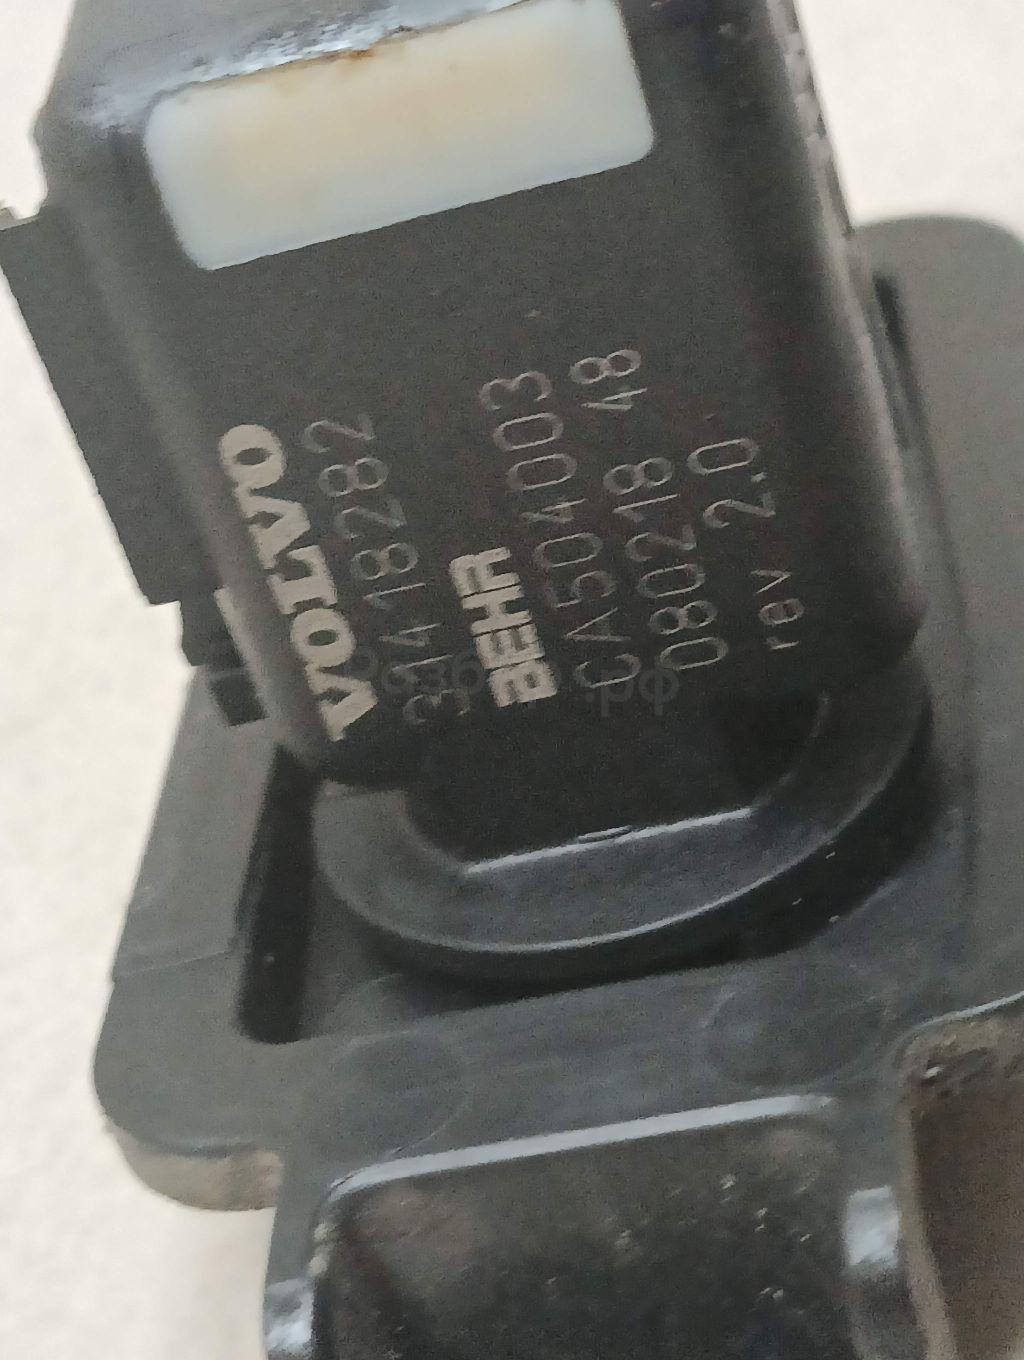 VOLVO
31418282
BEHR
CA504003
080218 48
rev 2.0